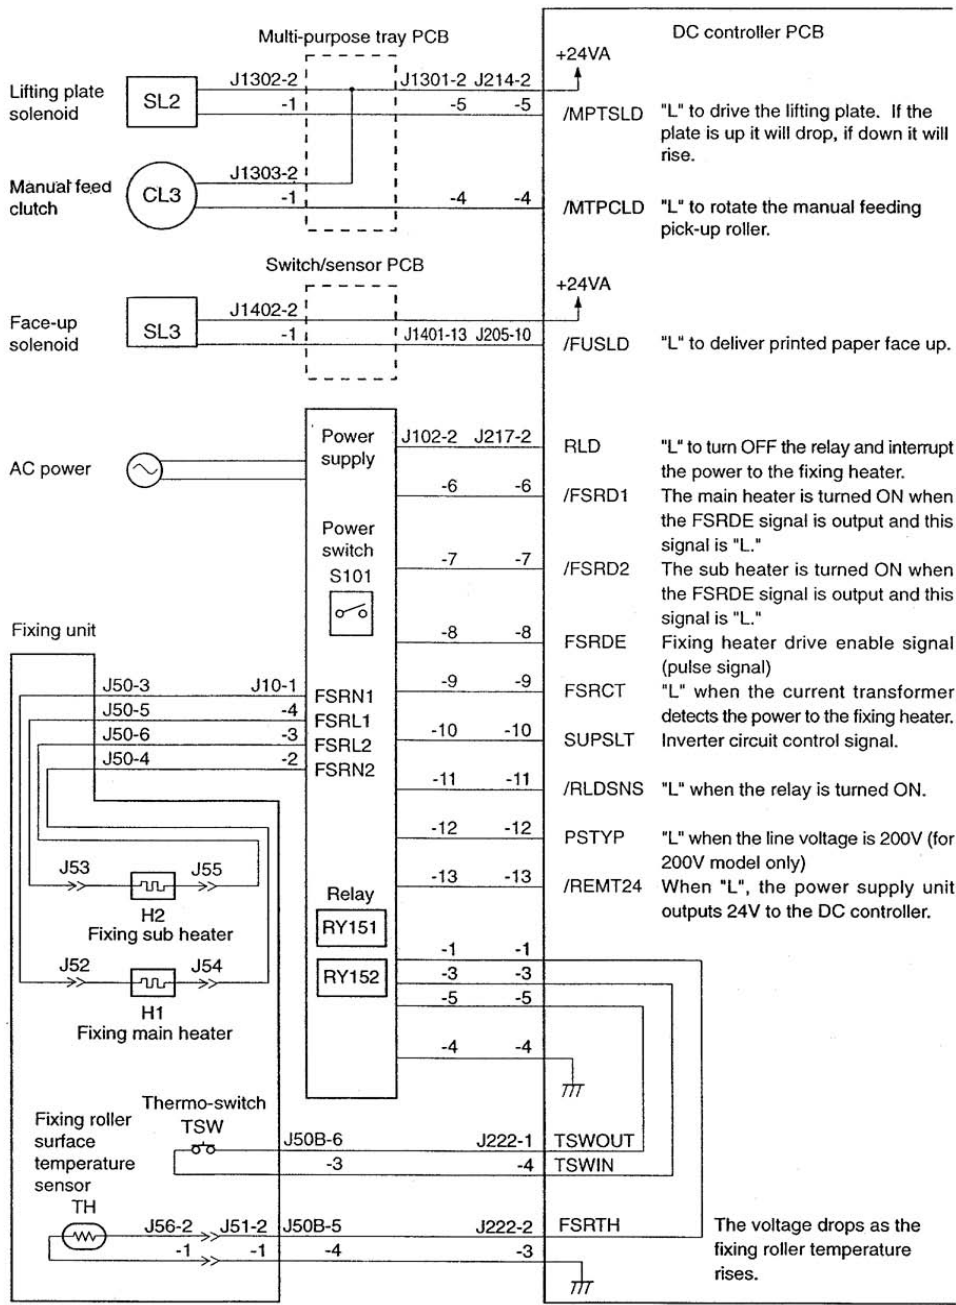 Multi-purpose tray PCB
DC controller PCB
+24VA
Lifting plate
solenoid
SL2
J1302-2
J1301-2 J214-2
-1
-5
-5
/MPTSLD
"L" to drive the lifting plate. If the
plate is up it will drop, if down it will
rise.
Manual feed
clutch
CL3
J1303-2
-1
-4
-4
/MTPCLD
"L" to rotate the manual feeding
pick-up roller.
Switch/sensor PCB
+24VA
Face-up
solenoid
SL3
J1402-2
-1
J1401-13 J205-10
/FUSLD
"L" to deliver printed paper face up.
AC power
Power
supply
J102-2 J217-2
RLD
"L" to turn OFF the relay and interrupt
the power to the fixing heater.
-6
-6
/FSRD1
The main heater is turned ON when
the FSRDE signal is output and this
signal is "L."
Power
switch
S101
-7
-7
/FSRD2
The sub heater is turned ON when
the FSRDE signal is output and this
signal is "L."
-8
-8
FSRDE
Fixing heater drive enable signal
(pulse signal)
Fixing unit
J50-3
J10-1
FSRN1
-9
-9
FSRCT
"L" when the current transformer
detects the power to the fixing heater.
J50-5
-4
FSRL1
J50-6
-3
FSRL2
-10
-10
SUPSLT
Inverter circuit control signal.
J50-4
-2
FSRN2
-11
-11
/RLDSNS
"L" when the relay is turned ON.
-12
-12
PSTYP
"L" when the line voltage is 200V (for
200V model only)
-13
-13
/REMT24
When "L", the power supply unit
outputs 24V to the DC controller.
J53
J55
H2
Fixing sub heater
Relay
RY151
RY152
J52
J54
H1
Fixing main heater
-1
-1
-3
-3
-5
-5
-4
-4
Thermo-switch
TSW
J50B-6
J222-1
TSWOUT
-3
-4
TSWIN
Fixing roller
surface
temperature
sensor
TH
J56-2
J51-2
J50B-5
J222-2
FSRTH
-1
-1
-4
-3
The voltage drops as the
fixing roller temperature
rises.